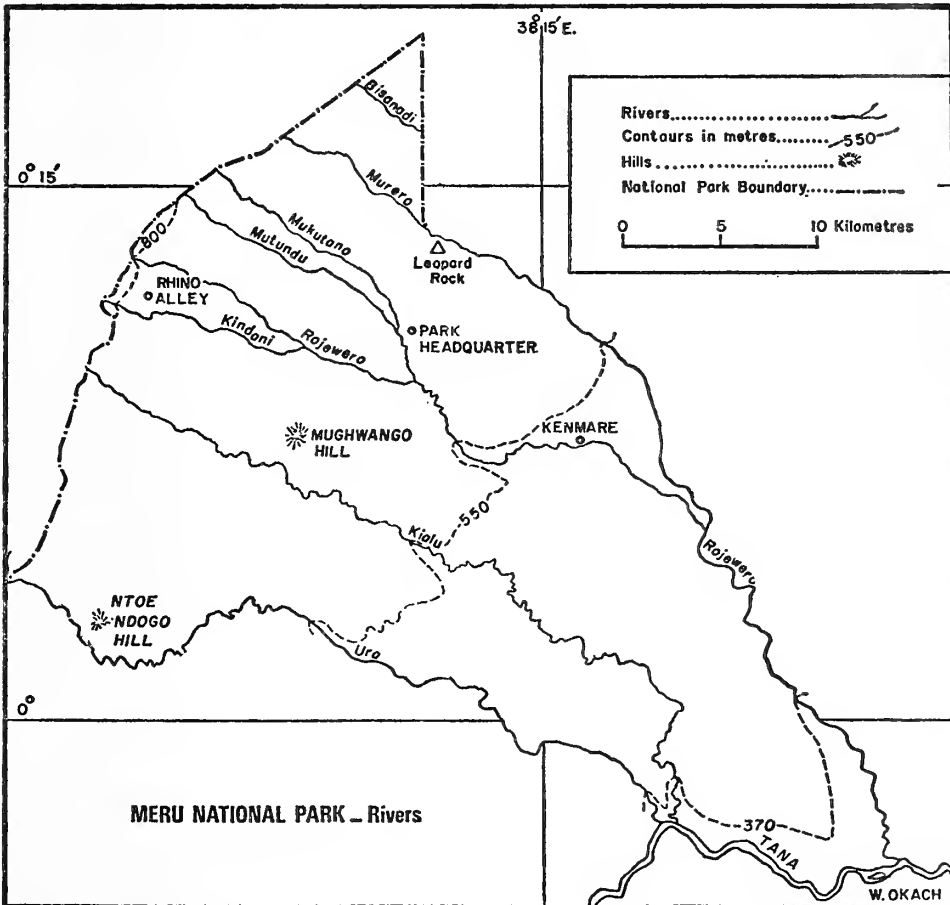 38° 15′ E.
Rivers
Contours in metres 550
Hills
National Park Boundary
0 5 10 Kilometres
0° 15′
Bisanadi
Murera
Mukutano
Mutundu
800
Leopard
Rock
RHINO
ALLEY
Kindani
Rojewero
PARK
HEADQUARTER
MUGHWANGO
HILL
KENMARE
550
Kiolu
Rojeweru
NTOE
NDOGO
HILL
Ura
0°
MERU NATIONAL PARK – Rivers
370
TANA
W. OKACH